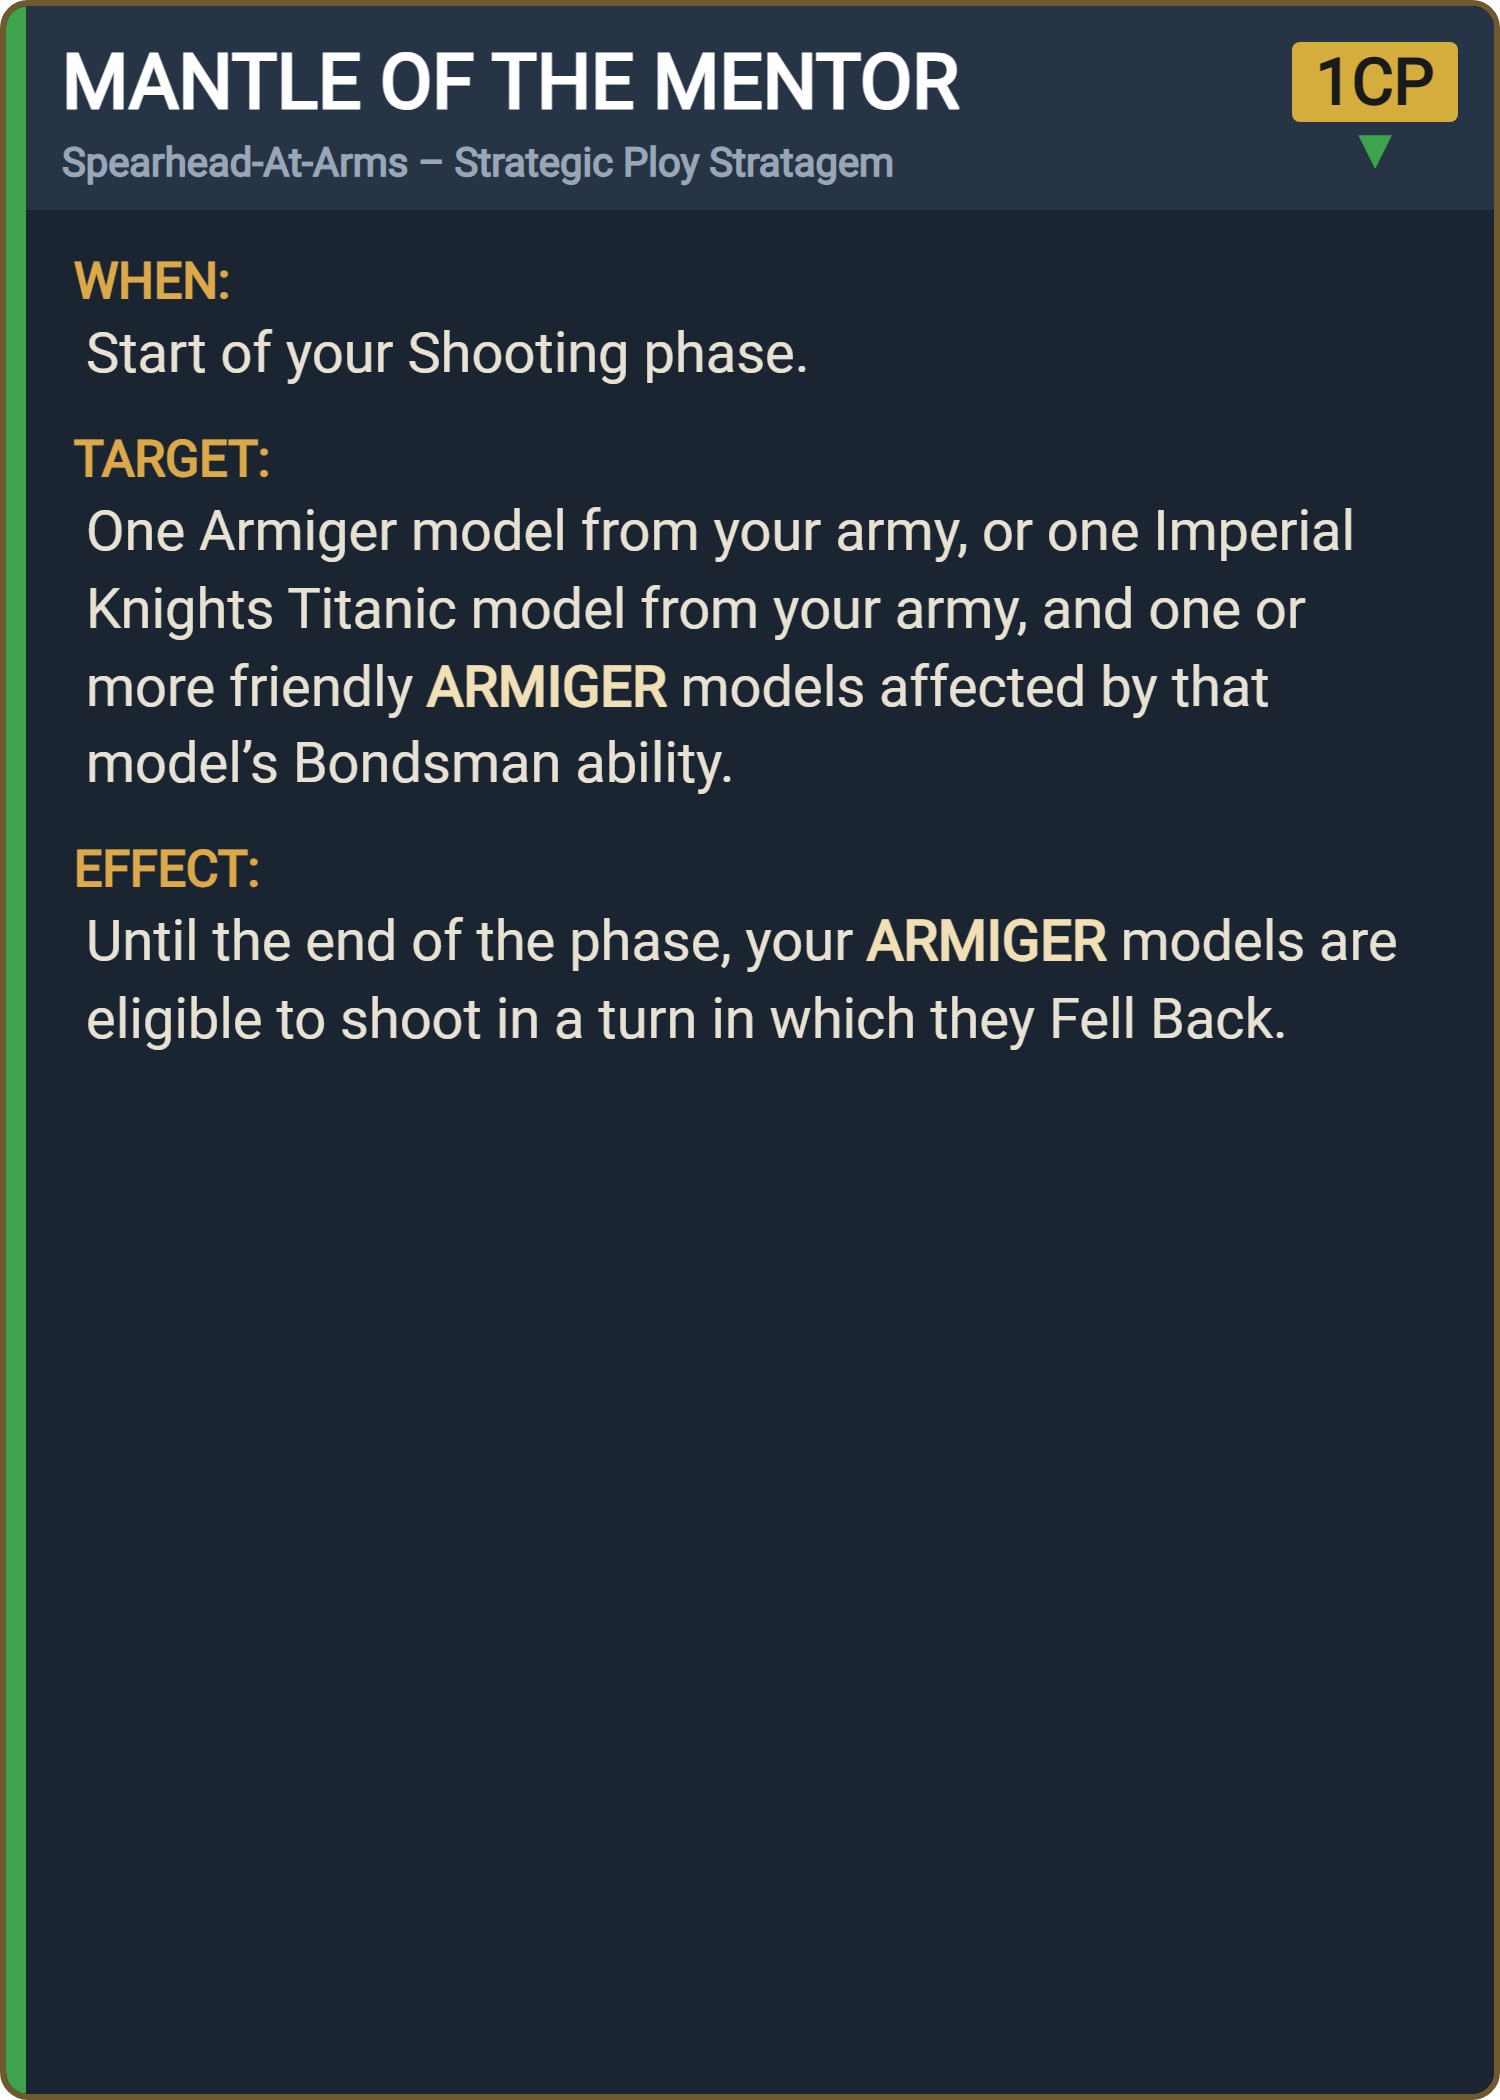 MANTLE OF THE MENTOR
1CP
Spearhead-At-Arms – Strategic Ploy Stratagem
WHEN:
Start of your Shooting phase.
TARGET:
One Armiger model from your army, or one Imperial
Knights Titanic model from your army, and one or
more friendly ARMIGER models affected by that
model’s Bondsman ability.
EFFECT:
Until the end of the phase, your ARMIGER models are
eligible to shoot in a turn in which they Fell Back.